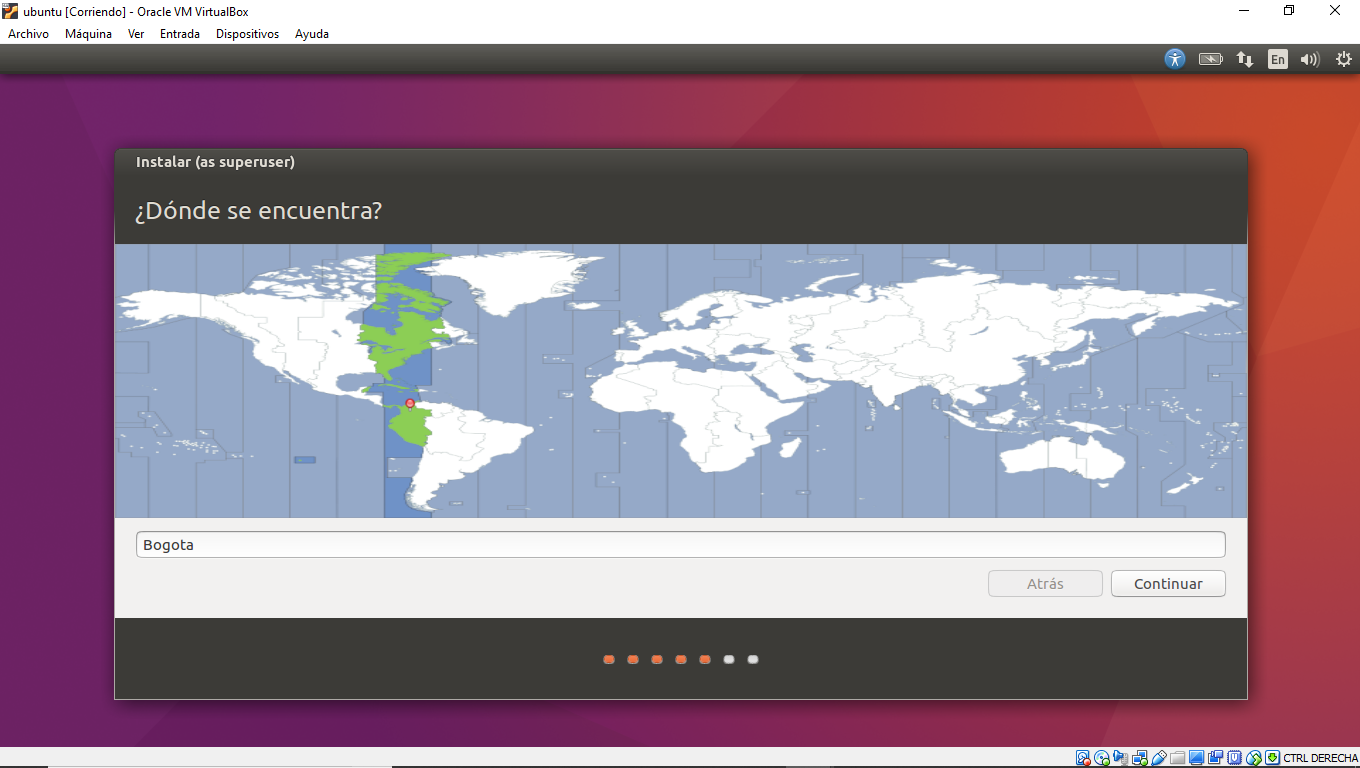 ubuntu [Corriendo] - Oracle VM VirtualBox
Archivo Máquina Ver Entrada Dispositivos Ayuda
En
Instalar (as superuser)
¿Dónde se encuentra?
Bogota
Atrás Continuar
CTRL DERECHA